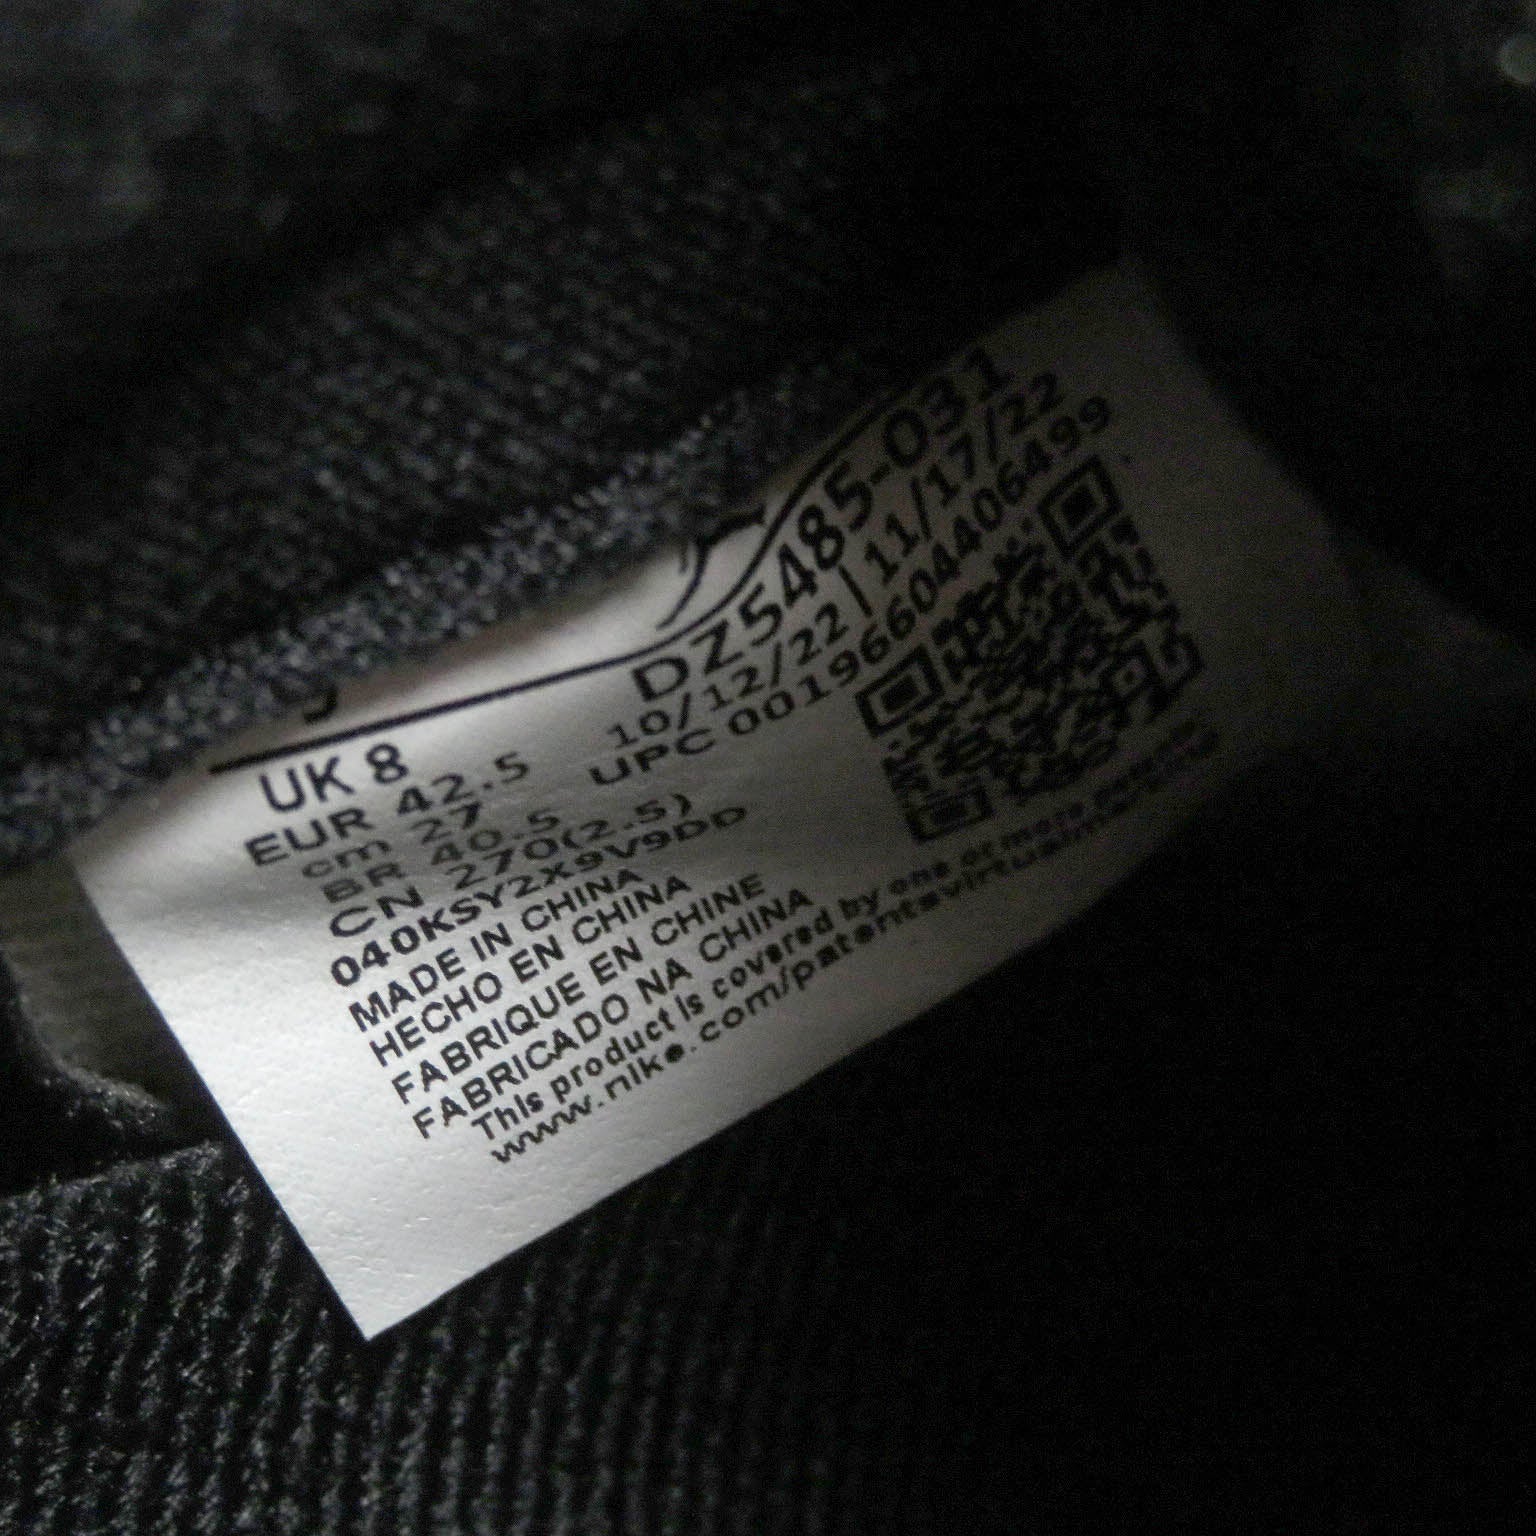 UK 8
EUR 42.5
cm 27
BR 40.5
CN 270(2.5)
040KSY2X9V9DD
DZ5485-031
10/12/22 | 11/17/22
UPC 00196604406499
MADE IN CHINA
HECHO EN CHINA
FABRIQUE EN CHINE
FABRICADO NA CHINA
This product is covered by one or more
www.nike.com/patents